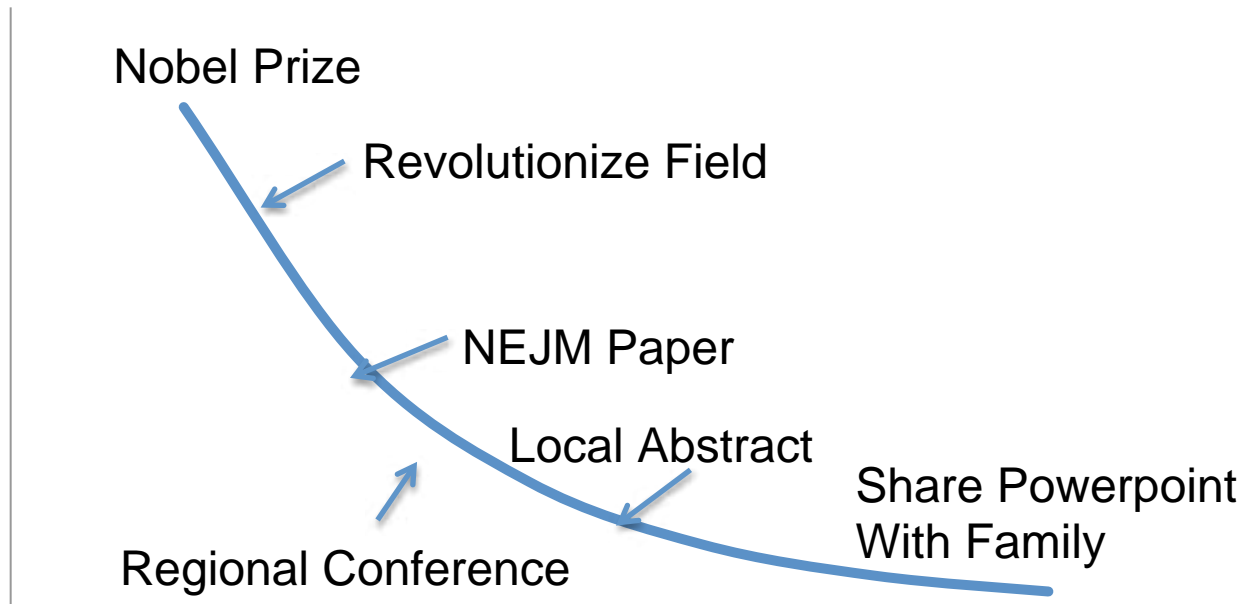 Nobel Prize
Revolutionize Field
NEJM Paper
Local Abstract
Share Powerpoint
With Family
Regional Conference